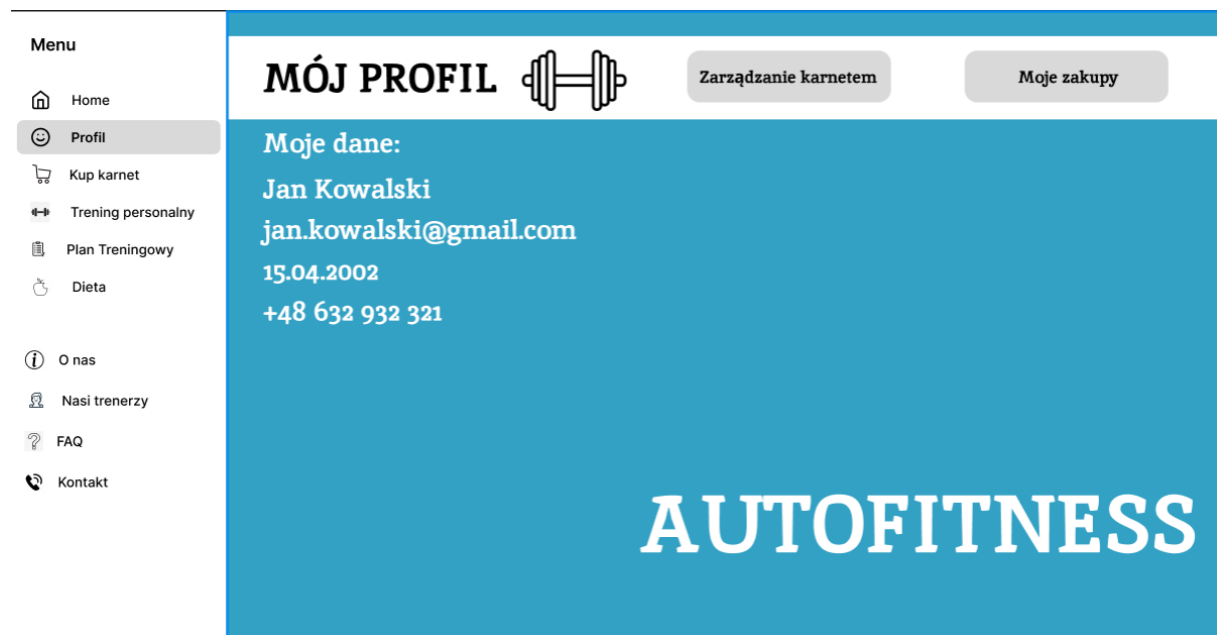 Menu
Home
Profil
Kup karnet
Trening personalny
Plan Treningowy
Dieta
O nas
Nasi trenerzy
FAQ
Kontakt
MÓJ PROFIL
Zarządzanie karnetem
Moje zakupy
Moje dane:
Jan Kowalski
jan.kowalski@gmail.com
15.04.2002
+48 632 932 321
AUTOFITNESS